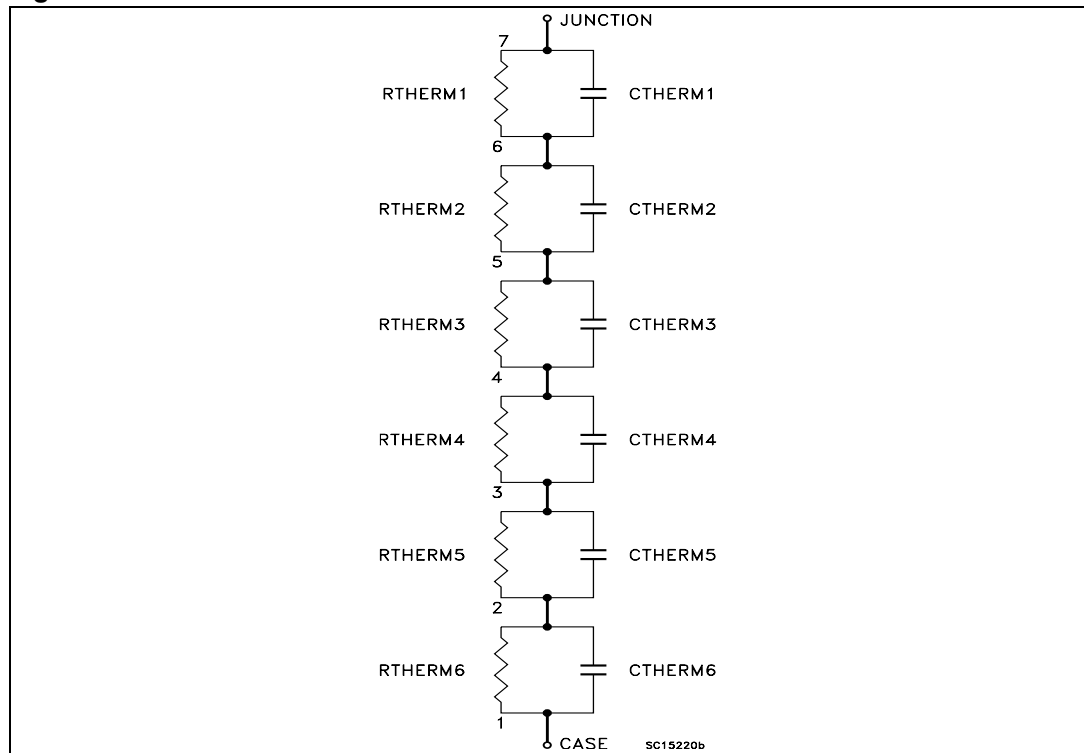 JUNCTION
7
RTHERM1 CTHERM1
6
RTHERM2 CTHERM2
5
RTHERM3 CTHERM3
4
RTHERM4 CTHERM4
3
RTHERM5 CTHERM5
2
RTHERM6 CTHERM6
1
CASE SC15220b